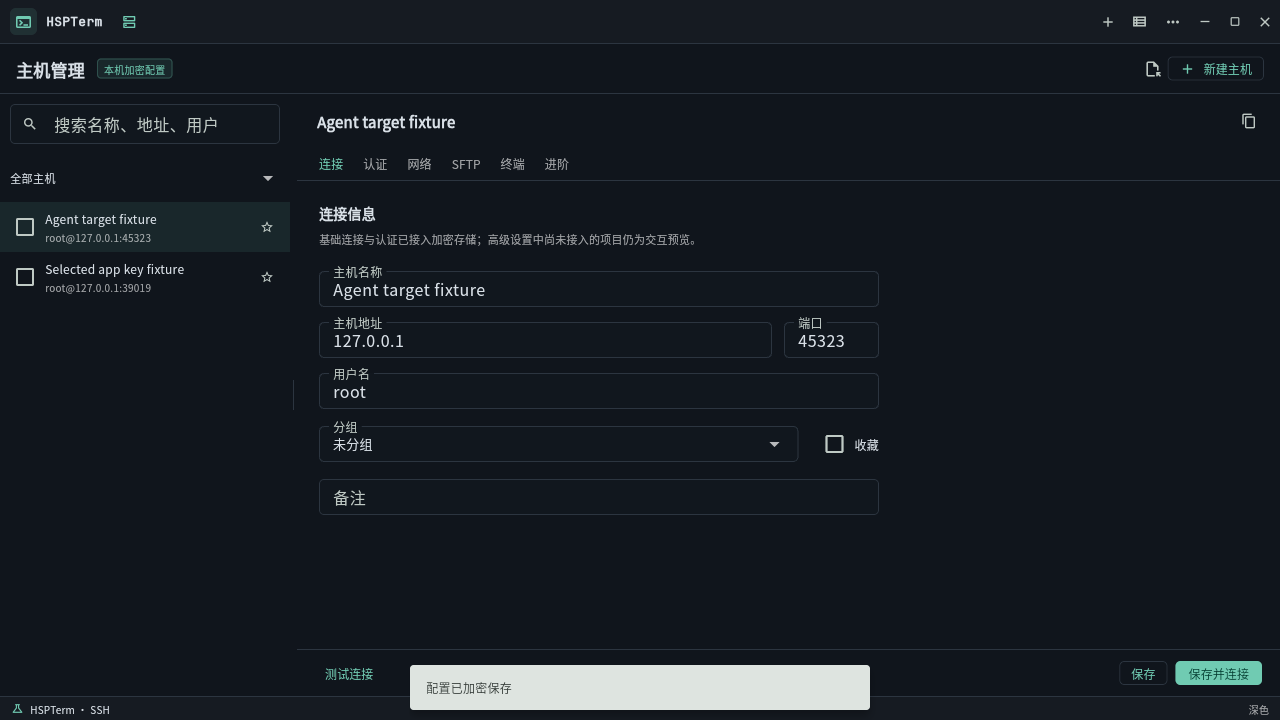 HSPTerm
主机管理
本机加密配置
新建主机
搜索名称、地址、用户
全部主机
Agent target fixture
root@127.0.0.1:45323
Selected app key fixture
root@127.0.0.1:39019
Agent target fixture
连接 认证 网络 SFTP 终端 进阶
连接信息
基础连接与认证已接入加密存储；高级设置中尚未接入的项目仍为交互预览。
主机名称
Agent target fixture
主机地址
127.0.0.1
端口
45323
用户名
root
分组
未分组
收藏
备注
测试连接
保存
保存并连接
配置已加密保存
HSPTerm · SSH
深色